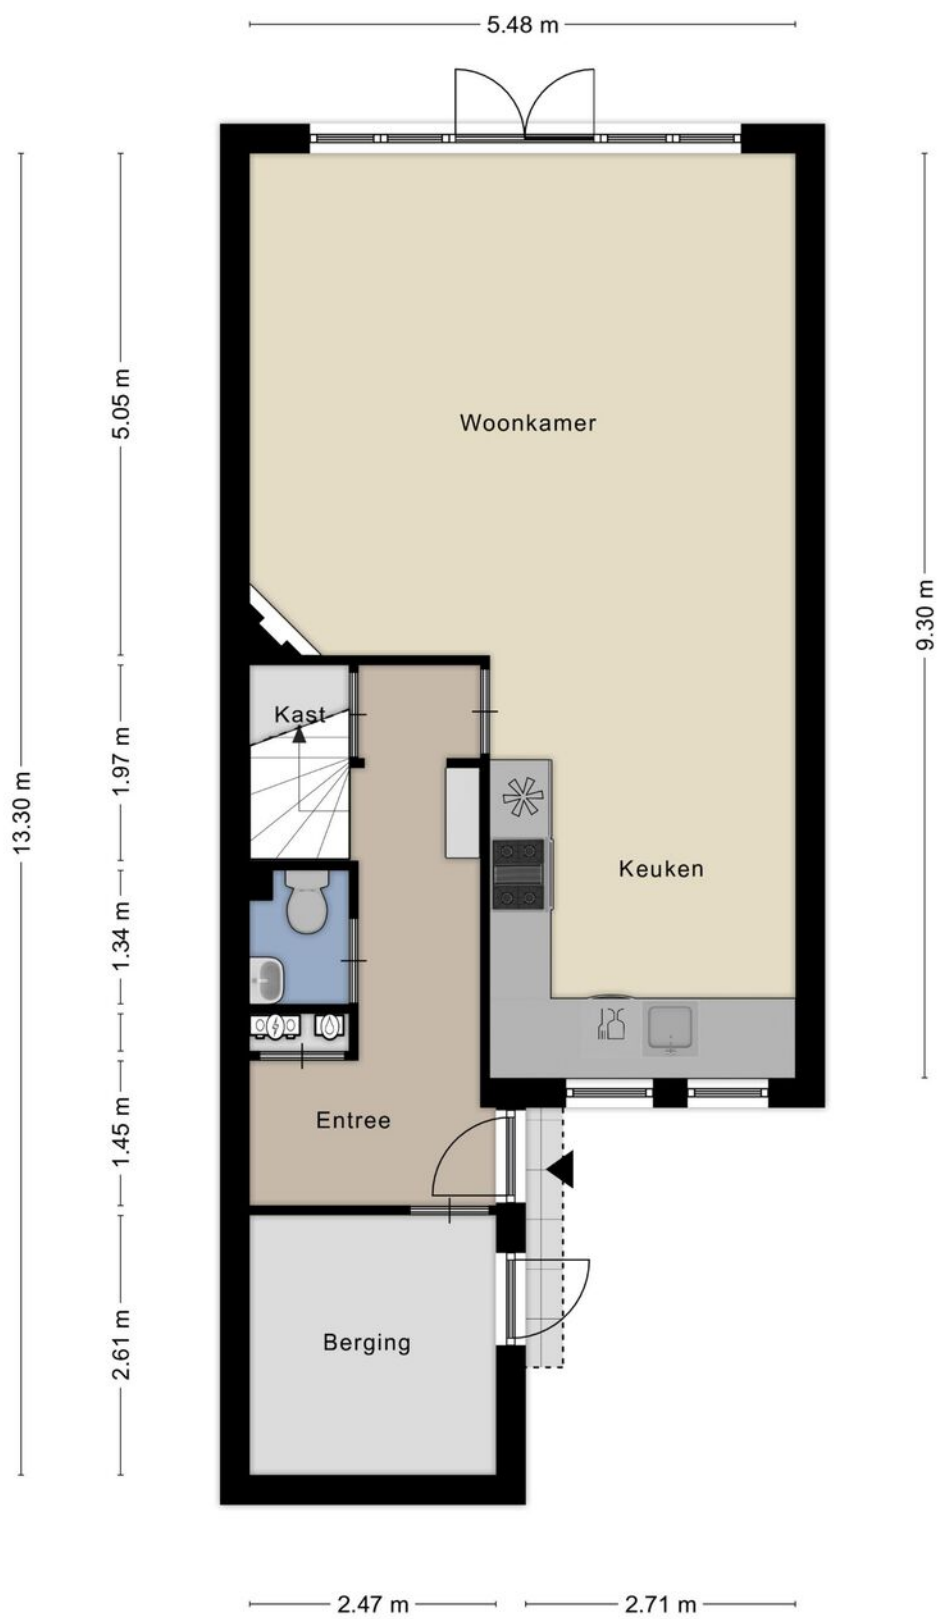 5.48 m
5.05 m
Woonkamer
9.30 m
Kast
1.97 m
13.30 m
Keuken
1.34 m
Entree
1.45 m
Berging
2.61 m
2.47 m
2.71 m